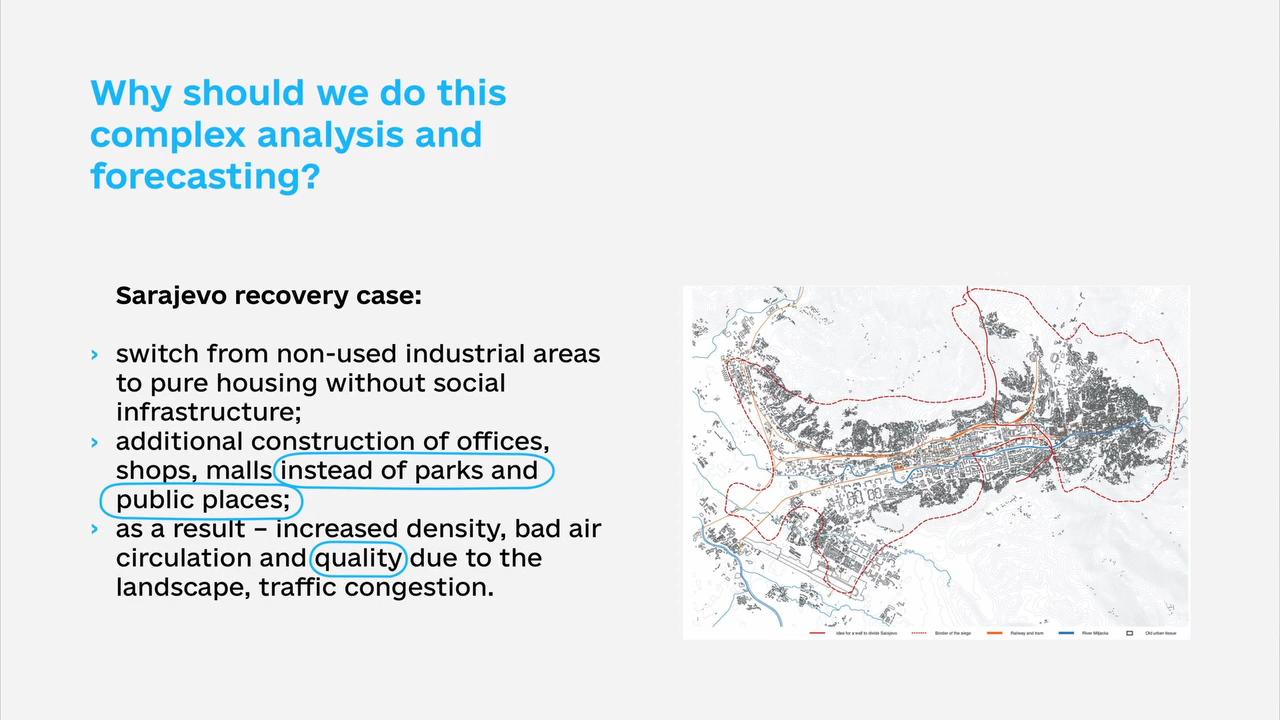 Why should we do this
complex analysis and
forecasting?
Sarajevo recovery case:
› switch from non-used industrial areas
to pure housing without social
infrastructure;
› additional construction of offices,
shops, malls instead of parks and
public places;
› as a result – increased density, bad air
circulation and quality due to the
landscape, traffic congestion.
Idea for a wall to divide Sarajevo Border of the siege Railway and tram River Miljacka Old urban tissue